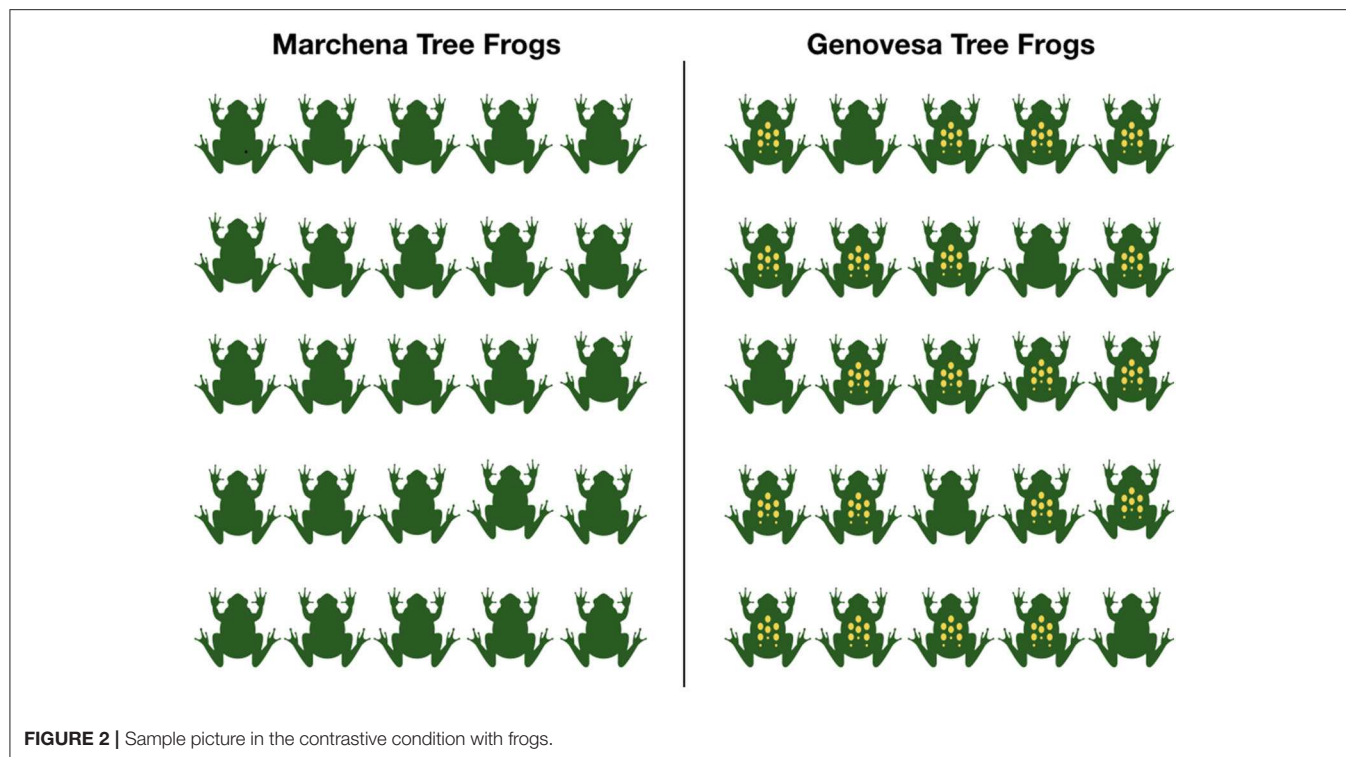 Marchena Tree Frogs
Genovesa Tree Frogs
FIGURE 2 | Sample picture in the contrastive condition with frogs.